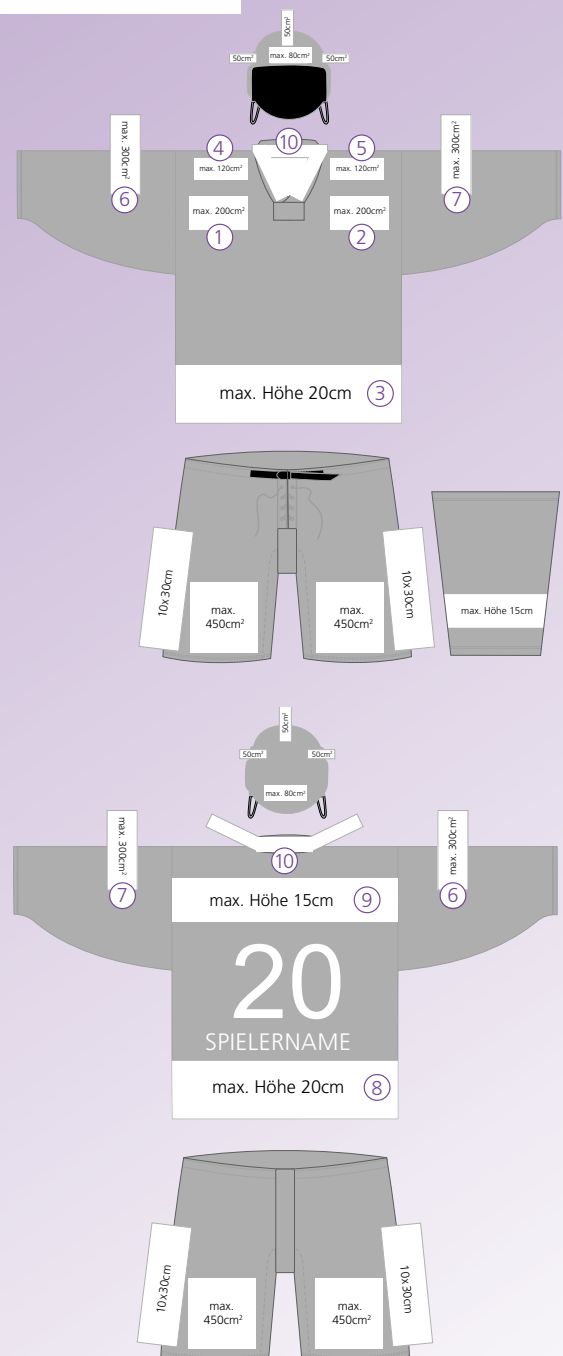 50cm²
50cm² max. 80cm² 50cm²
4 10 5
max. 300cm² max. 120cm² max. 120cm² max. 300cm²
6 max. 200cm² max. 200cm² 7
1 2
max. Höhe 20cm 3
10x30cm max. 450cm² max. 450cm² 10x30cm
max. Höhe 15cm
50cm²
50cm² 50cm²
max. 80cm²
max. 300cm² 10 max. 300cm²
7 max. Höhe 15cm 9 6
20
SPIELERNAME
max. Höhe 20cm 8
10x30cm 10x30cm
max. max.
450cm² 450cm²